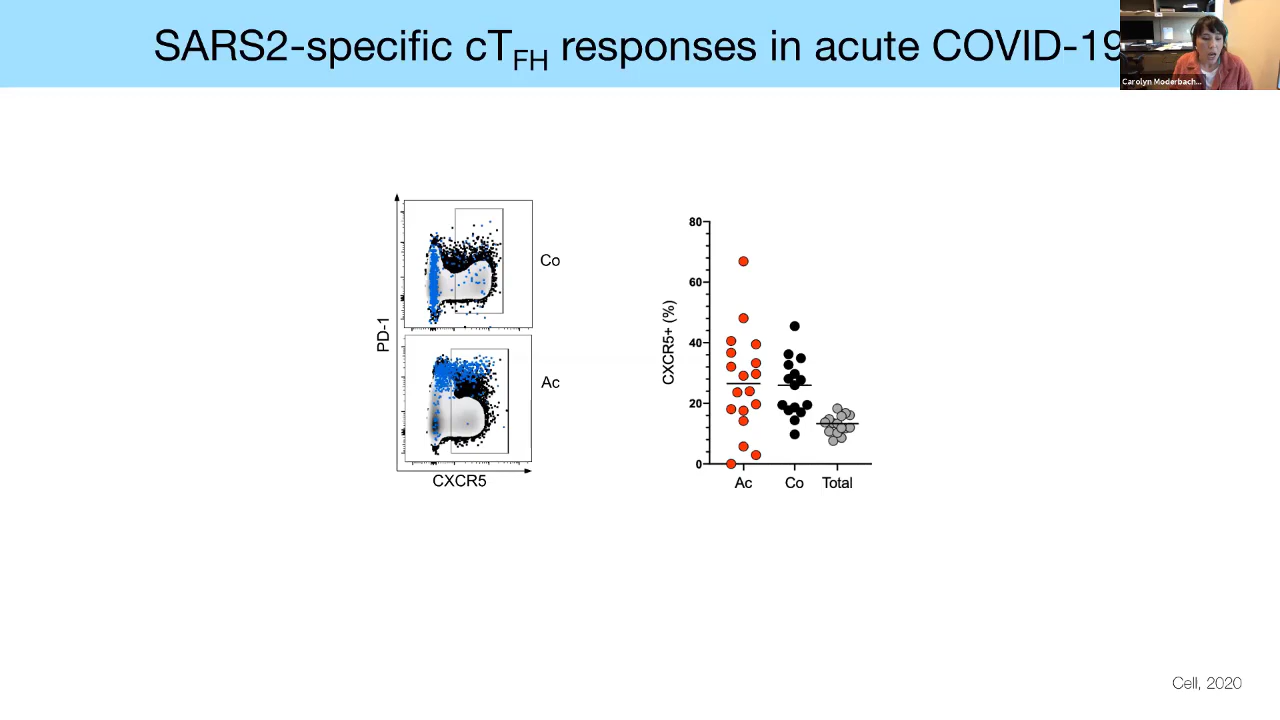 SARS2-specific cTFH responses in acute COVID-19
Carolyn Moderbach...
PD-1
Co
Ac
CXCR5
CXCR5+ (%)
80
60
40
20
0
Ac Co Total
Cell, 2020